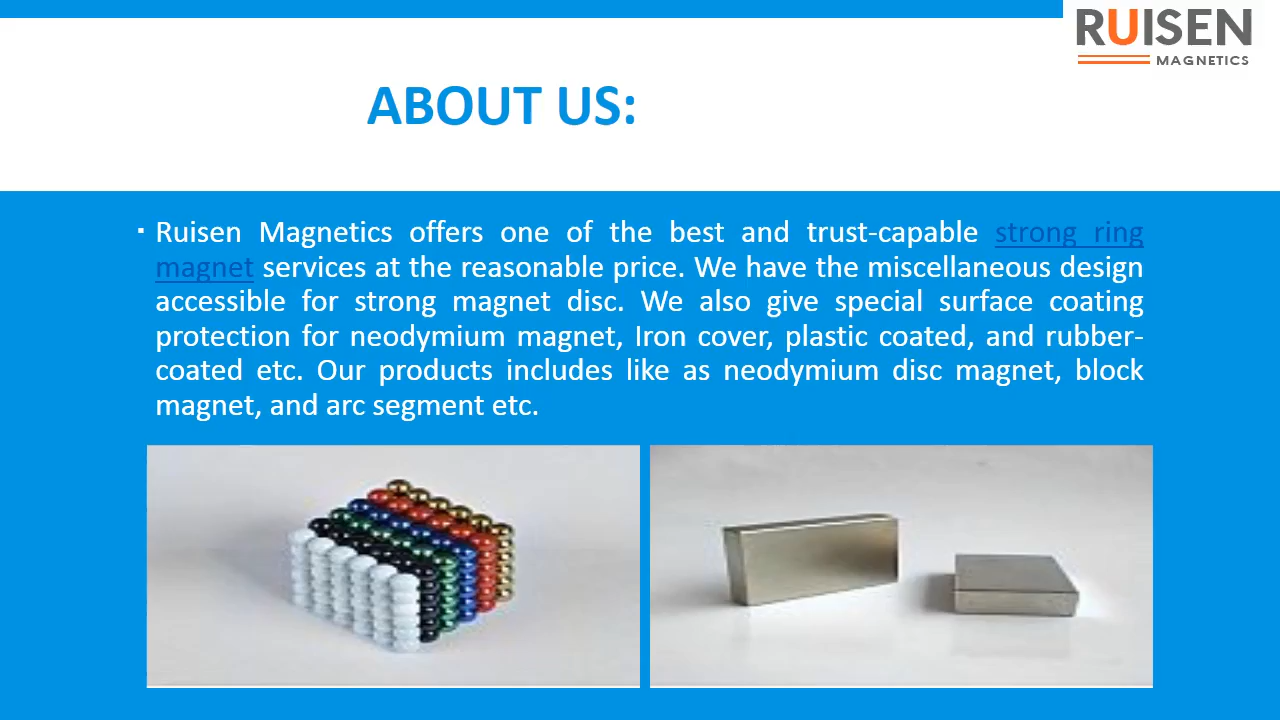 RUISEN
MAGNETICS
ABOUT US:
▪ Ruisen Magnetics offers one of the best and trust-capable strong ring
magnet services at the reasonable price. We have the miscellaneous design
accessible for strong magnet disc. We also give special surface coating
protection for neodymium magnet, Iron cover, plastic coated, and rubber-
coated etc. Our products includes like as neodymium disc magnet, block
magnet, and arc segment etc.